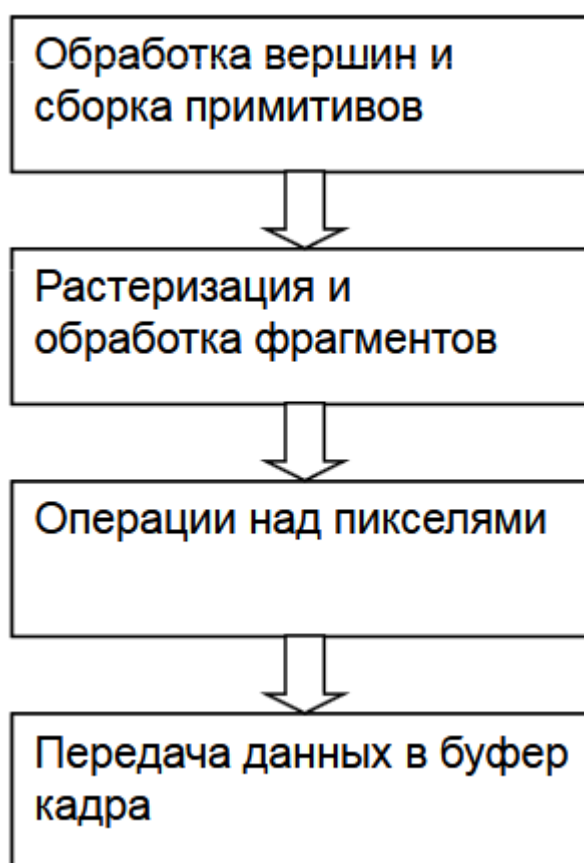 Обработка вершин и
сборка примитивов
Растеризация и
обработка фрагментов
Операции над пикселями
Передача данных в буфер
кадра